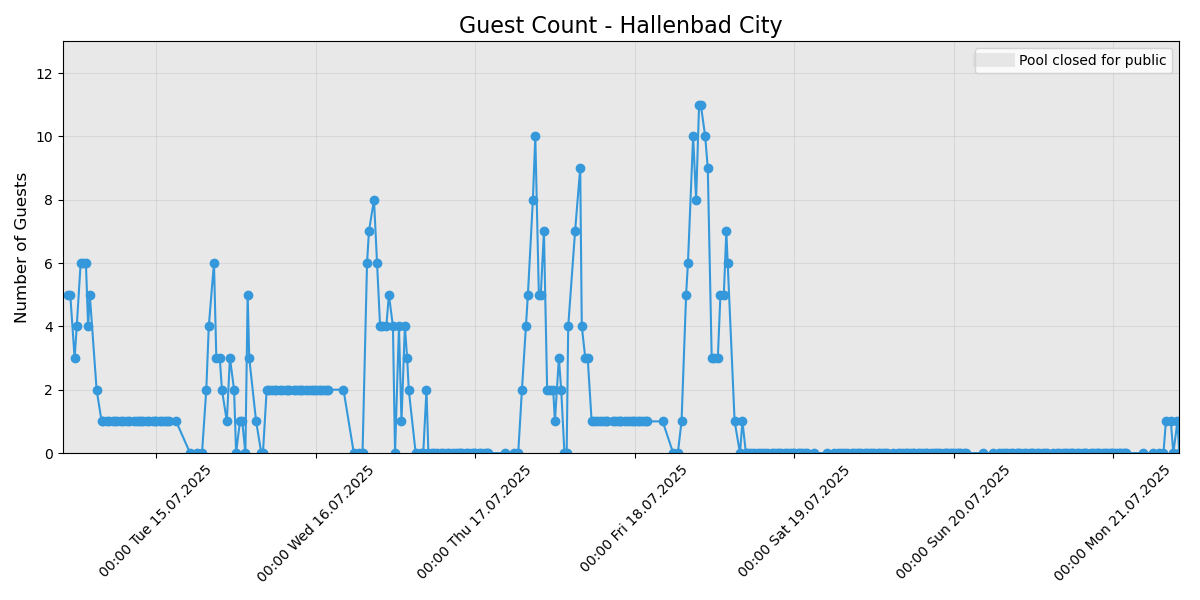 Guest Count - Hallenbad City
Pool closed for public
Number of Guests
12
10
8
6
4
2
0
00:00 Tue 15.07.2025
00:00 Wed 16.07.2025
00:00 Thu 17.07.2025
00:00 Fri 18.07.2025
00:00 Sat 19.07.2025
00:00 Sun 20.07.2025
00:00 Mon 21.07.2025